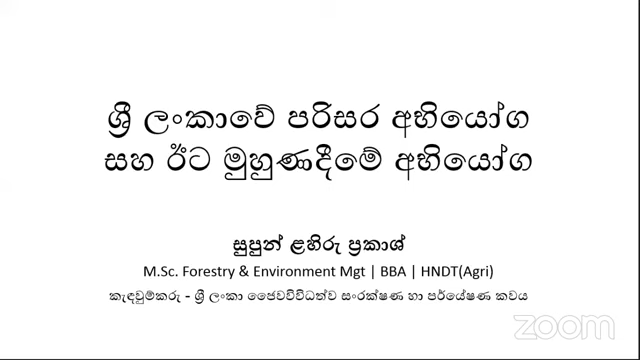 ශ්‍රී ලංකාවේ පරිසර අභියෝග
සහ ඊට මුහුණදීමේ අභියෝග
සුපුන් ළහිරු ප්‍රකාශ්
M.Sc. Forestry & Environment Mgt | BBA | HNDT(Agri)
කැඳවුම්කරු - ශ්‍රී ලංකා ජෛවවිවිධත්ව සංරක්ෂණ හා පර්යේෂණ කවය
zoom